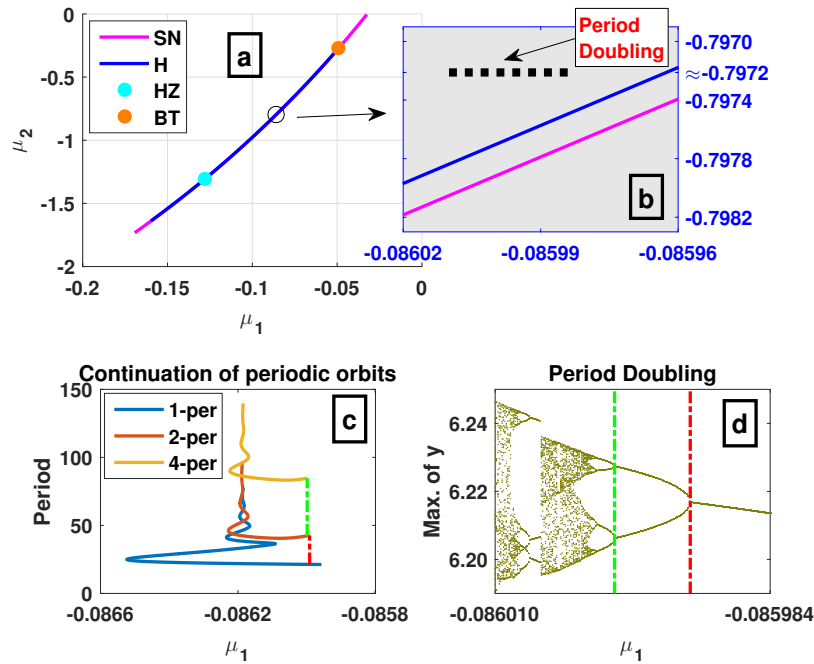 SN
H
HZ
BT
a
0
-0.5
-1
-1.5
-2
μ2
-0.2
-0.15
-0.1
-0.05
0
μ1
Period
Doubling
b
-0.7970
≈-0.7972
-0.7974
-0.7978
-0.7982
-0.08602
-0.08599
-0.08596
Continuation of periodic orbits
1-per
2-per
4-per
c
150
100
50
0
Period
-0.0866
-0.0862
-0.0858
μ1
Period Doubling
d
6.24
6.22
6.20
Max. of y
-0.086010
-0.085984
μ1